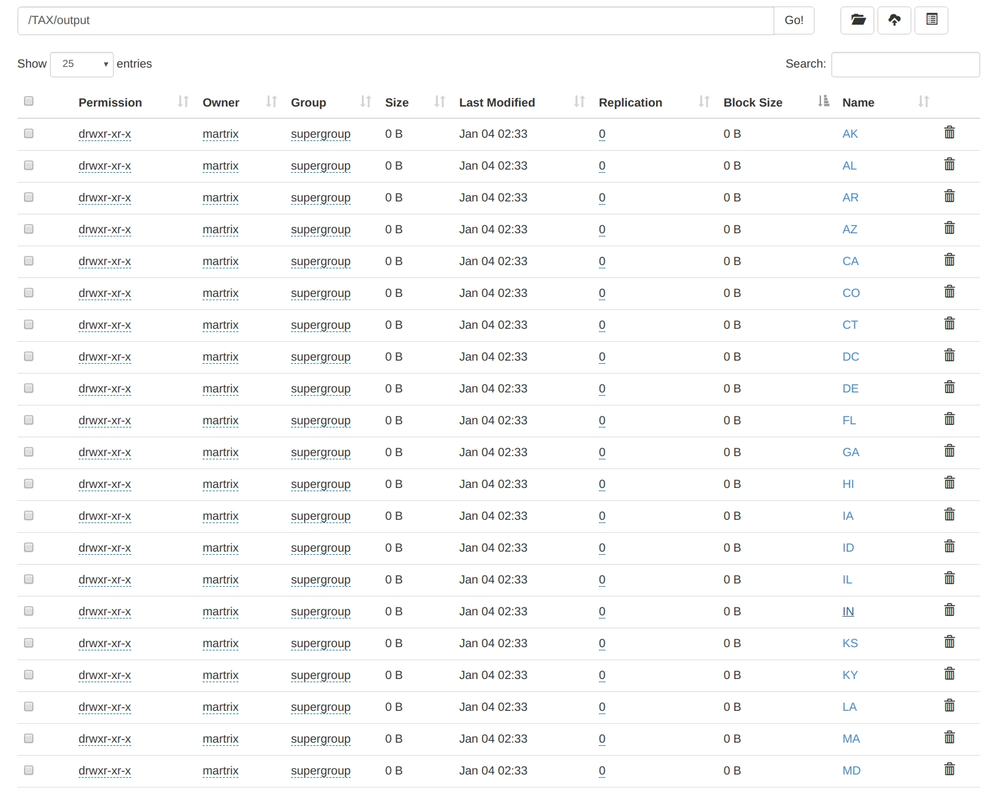 /TAX/output Go!
Show 25 entries Search:
Permission Owner Group Size Last Modified Replication Block Size Name
drwxr-xr-x martrix supergroup 0 B Jan 04 02:33 0 0 B AK
drwxr-xr-x martrix supergroup 0 B Jan 04 02:33 0 0 B AL
drwxr-xr-x martrix supergroup 0 B Jan 04 02:33 0 0 B AR
drwxr-xr-x martrix supergroup 0 B Jan 04 02:33 0 0 B AZ
drwxr-xr-x martrix supergroup 0 B Jan 04 02:33 0 0 B CA
drwxr-xr-x martrix supergroup 0 B Jan 04 02:33 0 0 B CO
drwxr-xr-x martrix supergroup 0 B Jan 04 02:33 0 0 B CT
drwxr-xr-x martrix supergroup 0 B Jan 04 02:33 0 0 B DC
drwxr-xr-x martrix supergroup 0 B Jan 04 02:33 0 0 B DE
drwxr-xr-x martrix supergroup 0 B Jan 04 02:33 0 0 B FL
drwxr-xr-x martrix supergroup 0 B Jan 04 02:33 0 0 B GA
drwxr-xr-x martrix supergroup 0 B Jan 04 02:33 0 0 B HI
drwxr-xr-x martrix supergroup 0 B Jan 04 02:33 0 0 B IA
drwxr-xr-x martrix supergroup 0 B Jan 04 02:33 0 0 B ID
drwxr-xr-x martrix supergroup 0 B Jan 04 02:33 0 0 B IL
drwxr-xr-x martrix supergroup 0 B Jan 04 02:33 0 0 B IN
drwxr-xr-x martrix supergroup 0 B Jan 04 02:33 0 0 B KS
drwxr-xr-x martrix supergroup 0 B Jan 04 02:33 0 0 B KY
drwxr-xr-x martrix supergroup 0 B Jan 04 02:33 0 0 B LA
drwxr-xr-x martrix supergroup 0 B Jan 04 02:33 0 0 B MA
drwxr-xr-x martrix supergroup 0 B Jan 04 02:33 0 0 B MD